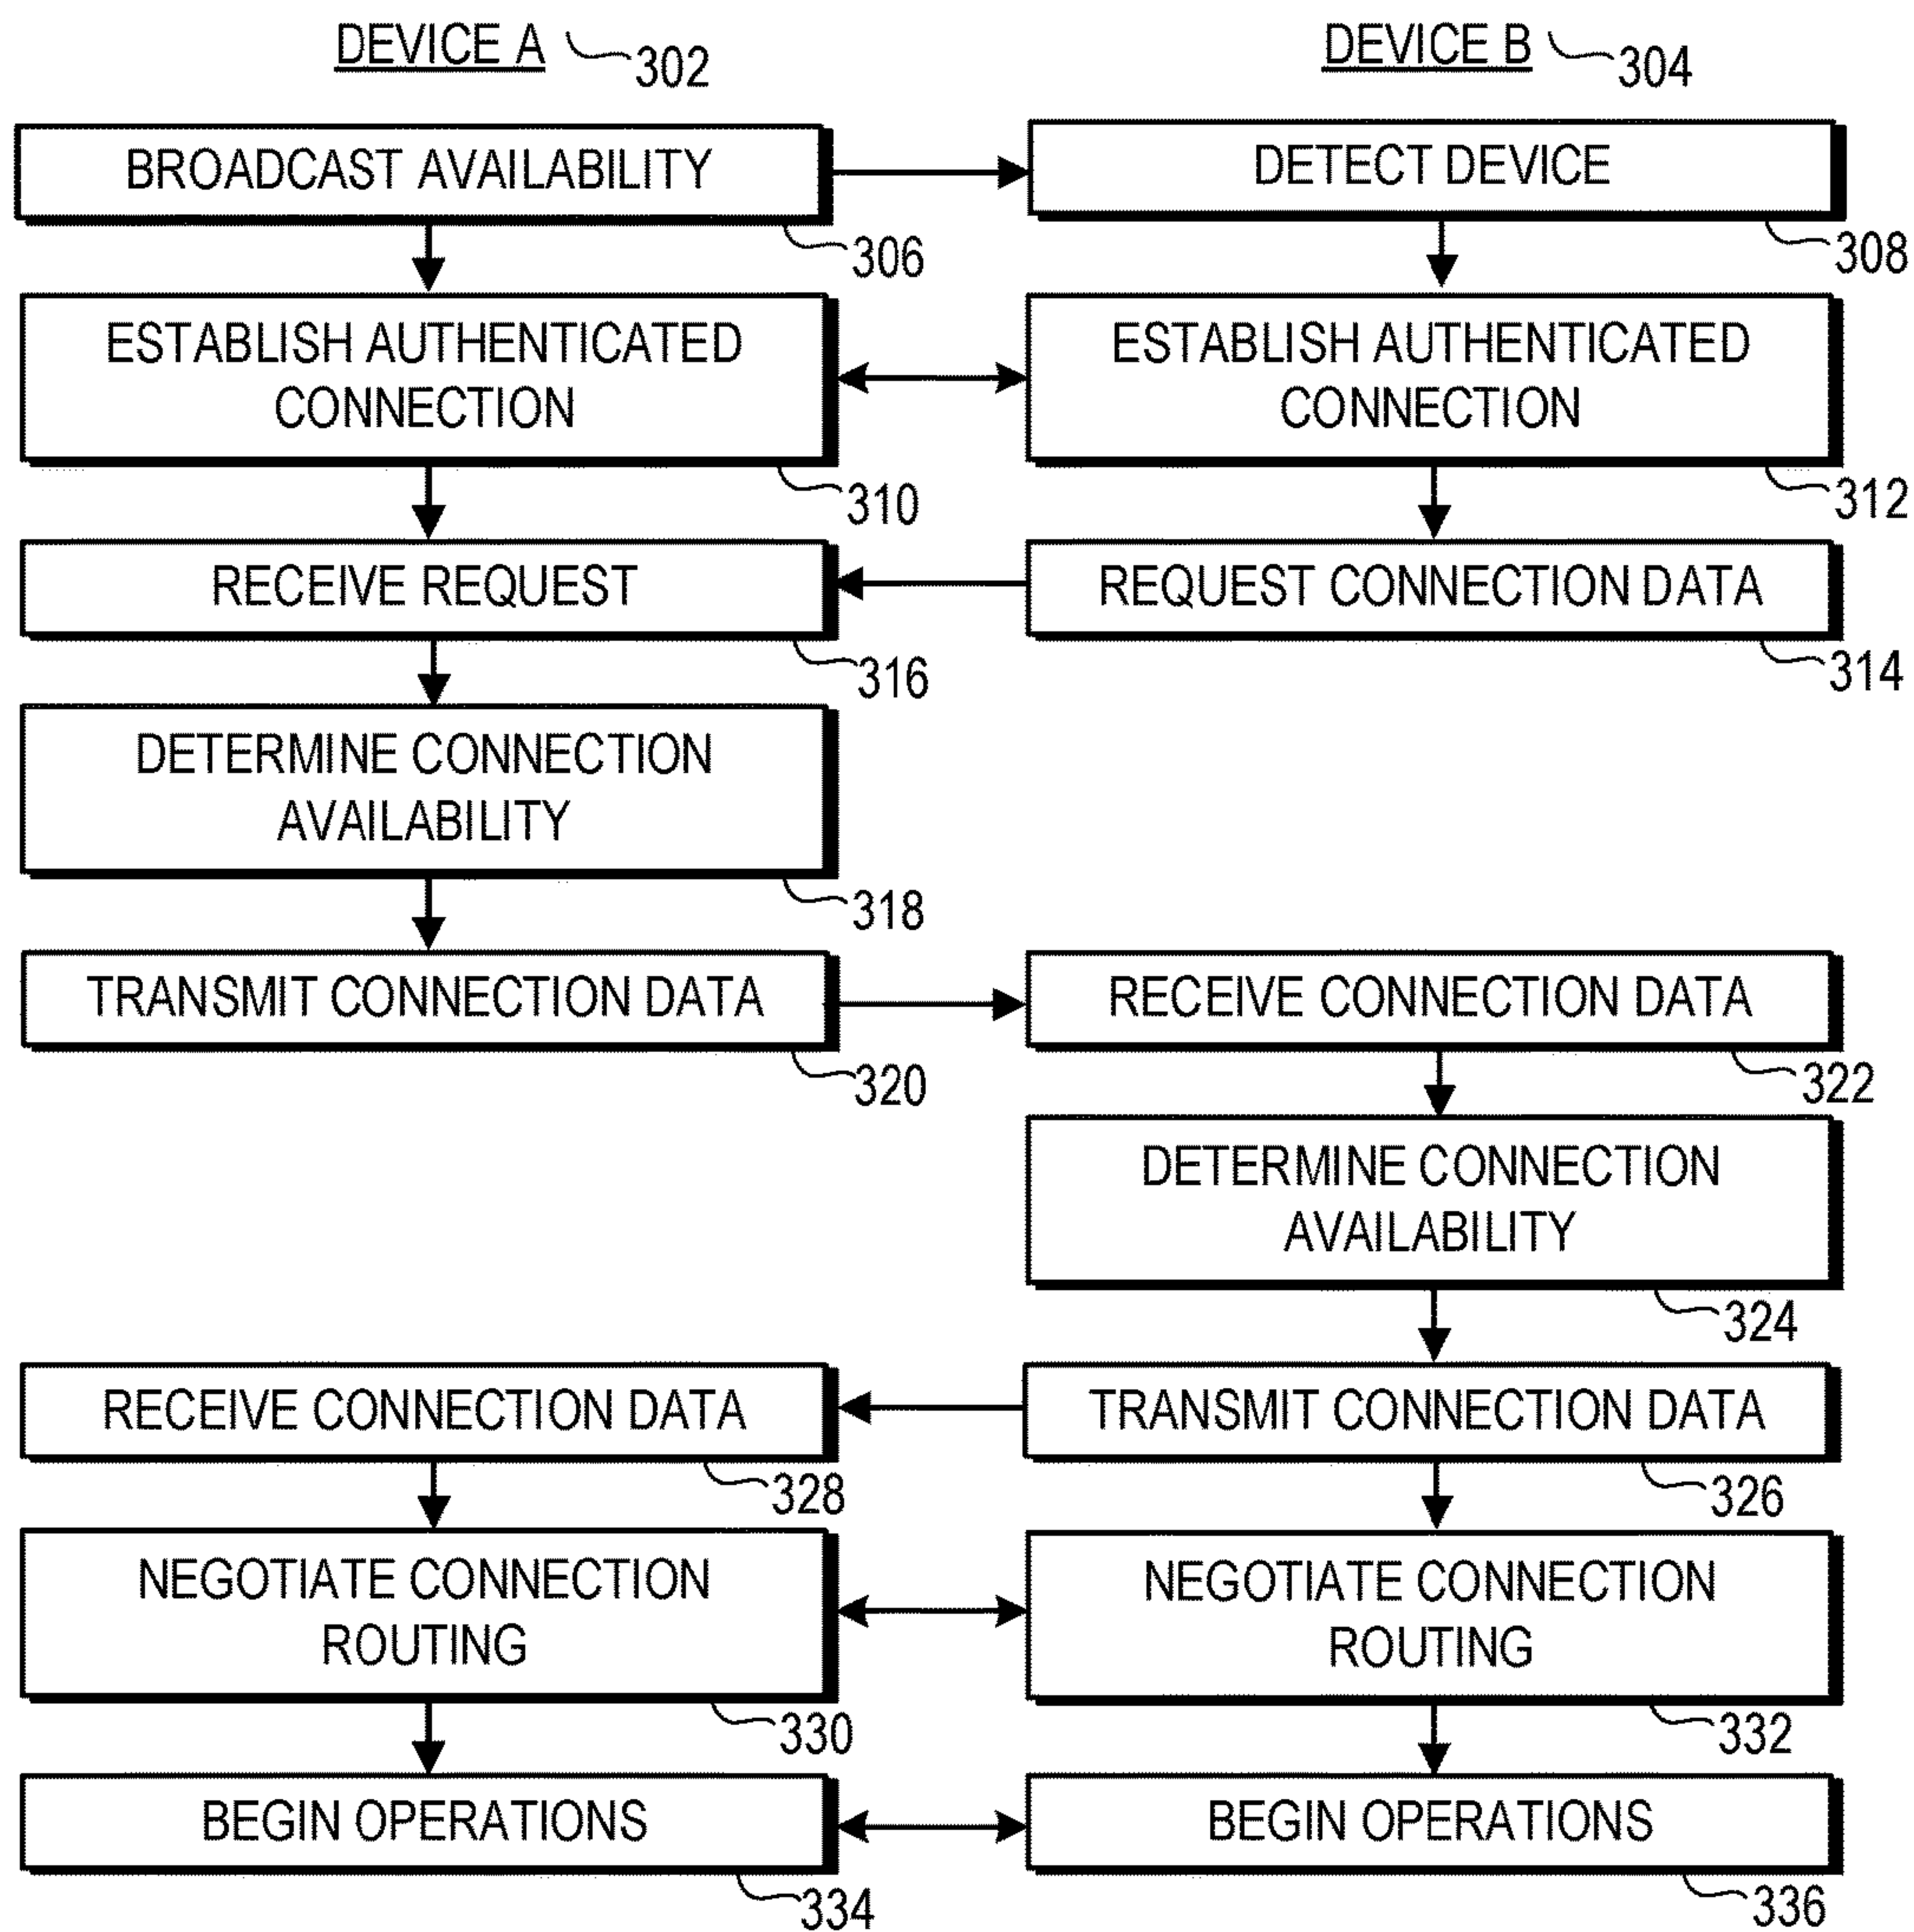 DEVICE A 302
DEVICE B 304
BROADCAST AVAILABILITY
306
DETECT DEVICE
308
ESTABLISH AUTHENTICATED
CONNECTION
310
ESTABLISH AUTHENTICATED
CONNECTION
312
RECEIVE REQUEST
316
REQUEST CONNECTION DATA
314
DETERMINE CONNECTION
AVAILABILITY
318
TRANSMIT CONNECTION DATA
320
RECEIVE CONNECTION DATA
322
DETERMINE CONNECTION
AVAILABILITY
324
RECEIVE CONNECTION DATA
328
TRANSMIT CONNECTION DATA
326
NEGOTIATE CONNECTION
ROUTING
330
NEGOTIATE CONNECTION
ROUTING
332
BEGIN OPERATIONS
334
BEGIN OPERATIONS
336